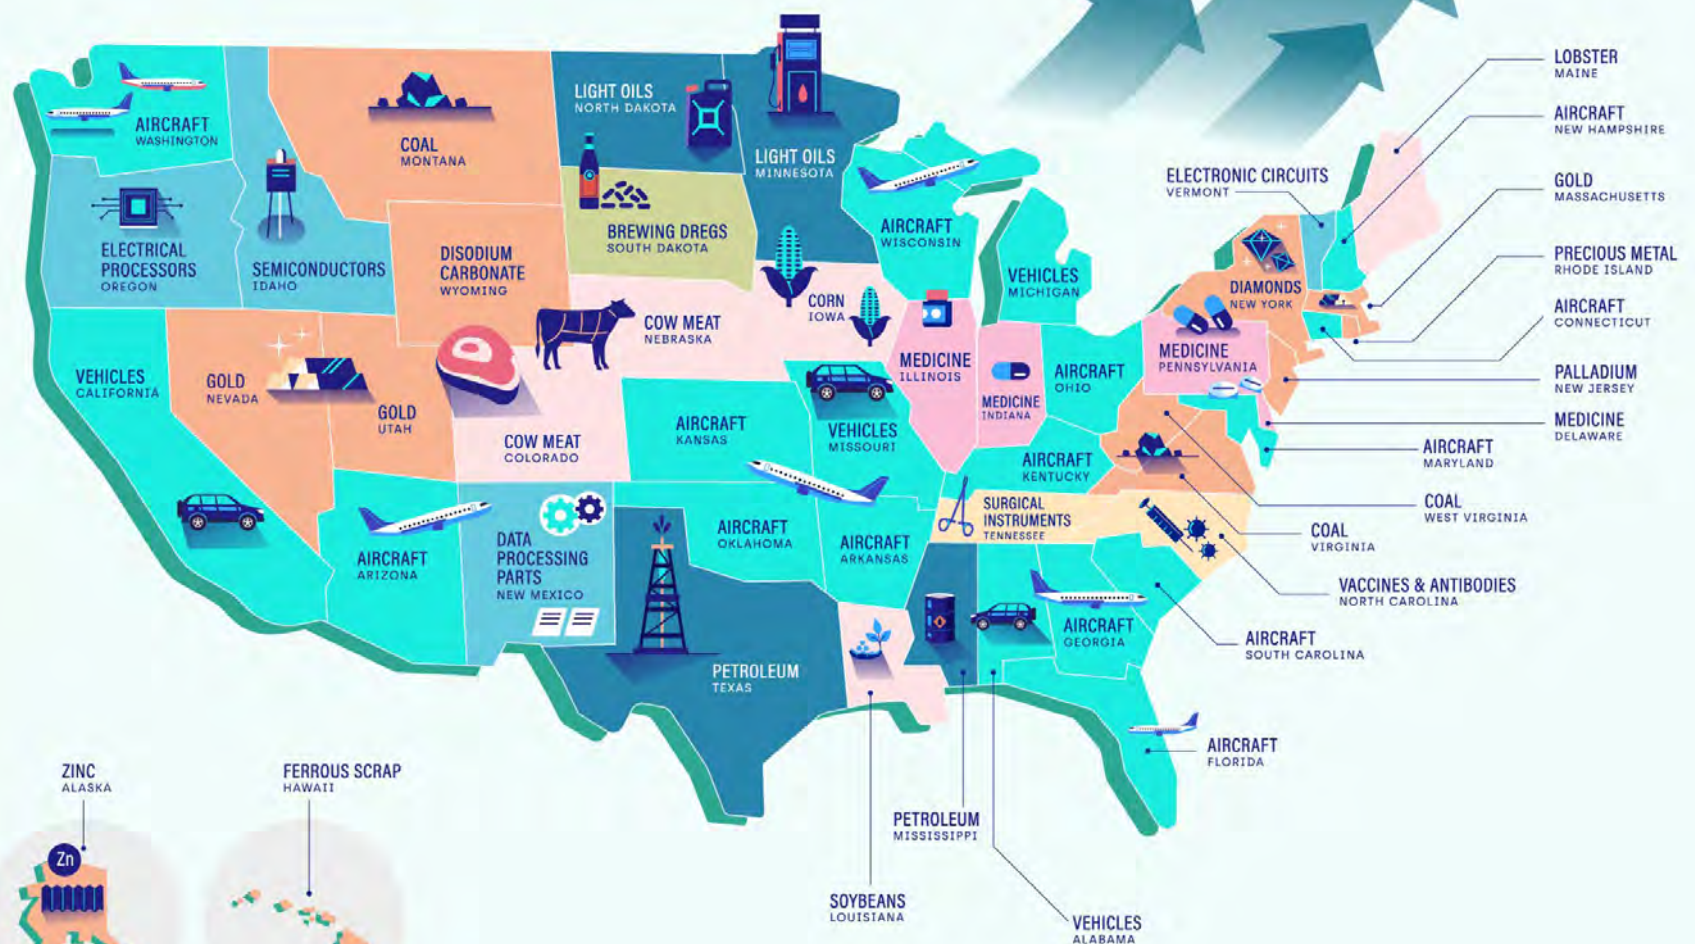 AIRCRAFT
WASHINGTON
COAL
MONTANA
LIGHT OILS
NORTH DAKOTA
LIGHT OILS
MINNESOTA
ELECTRICAL
PROCESSORS
OREGON
SEMICONDUCTORS
IDAHO
DISODIUM
CARBONATE
WYOMING
BREWING DREGS
SOUTH DAKOTA
AIRCRAFT
WISCONSIN
VEHICLES
MICHIGAN
CORN
IOWA
COW MEAT
NEBRASKA
VEHICLES
CALIFORNIA
GOLD
NEVADA
GOLD
UTAH
COW MEAT
COLORADO
AIRCRAFT
KANSAS
VEHICLES
MISSOURI
MEDICINE
ILLINOIS
MEDICINE
INDIANA
AIRCRAFT
OHIO
AIRCRAFT
KENTUCKY
MEDICINE
PENNSYLVANIA
DIAMONDS
NEW YORK
ELECTRONIC CIRCUITS
VERMONT
LOBSTER
MAINE
AIRCRAFT
NEW HAMPSHIRE
GOLD
MASSACHUSETTS
PRECIOUS METAL
RHODE ISLAND
AIRCRAFT
CONNECTICUT
PALLADIUM
NEW JERSEY
MEDICINE
DELAWARE
AIRCRAFT
MARYLAND
COAL
WEST VIRGINIA
COAL
VIRGINIA
VACCINES & ANTIBODIES
NORTH CAROLINA
AIRCRAFT
SOUTH CAROLINA
SURGICAL
INSTRUMENTS
TENNESSEE
AIRCRAFT
ARIZONA
DATA
PROCESSING
PARTS
NEW MEXICO
AIRCRAFT
OKLAHOMA
AIRCRAFT
ARKANSAS
AIRCRAFT
GEORGIA
PETROLEUM
TEXAS
AIRCRAFT
FLORIDA
PETROLEUM
MISSISSIPPI
SOYBEANS
LOUISIANA
VEHICLES
ALABAMA
ZINC
ALASKA
Zn
FERROUS SCRAP
HAWAII